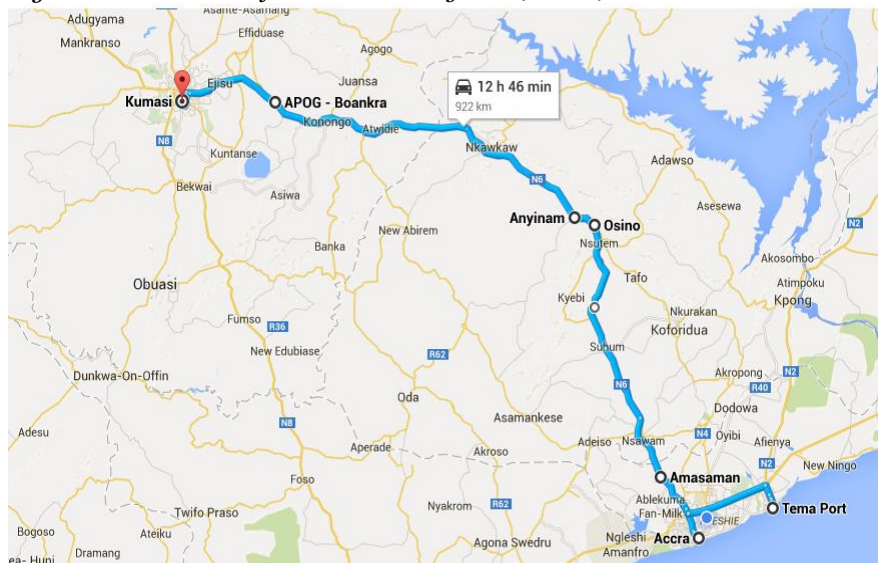 Asante-Asamang
Adugyama
Effiduase
Mankranso
Agogo
Ejisu
Juansa
12 h 46 min
922 km
Kumasi
APOG - Boankra
Konongo
Atwidie
N8
Nkawkaw
Kuntanse
Adawso
Bekwai
Asiwa
N6
Asesewa
Anyinam
Osino
N2
New Abirem
Nsutem
Banka
Akosombo
Obuasi
Tafo
Atimpoku
Kyebi
Kpong
Nkurakan
Fumso
R36
Koforidua
Suhum
New Edubiase
R62
N2
Dunkwa-On-Offin
N6
Akropong
R40
Oda
Dodowa
Asamankese
N8
N4
Oyibi
Adesu
Adeiso
Nsawam
Afienya
Aperade
Akroso
N2
New Ningo
Foso
Amasaman
Ablekuma
Nyakrom
R62
Fan-Milk
ESHIE
Tema Port
Twifo Praso
Bogoso
Ateiku
Accra
Agona Swedru
Ngleshi
Amanfro
Dramang
ea- Huni